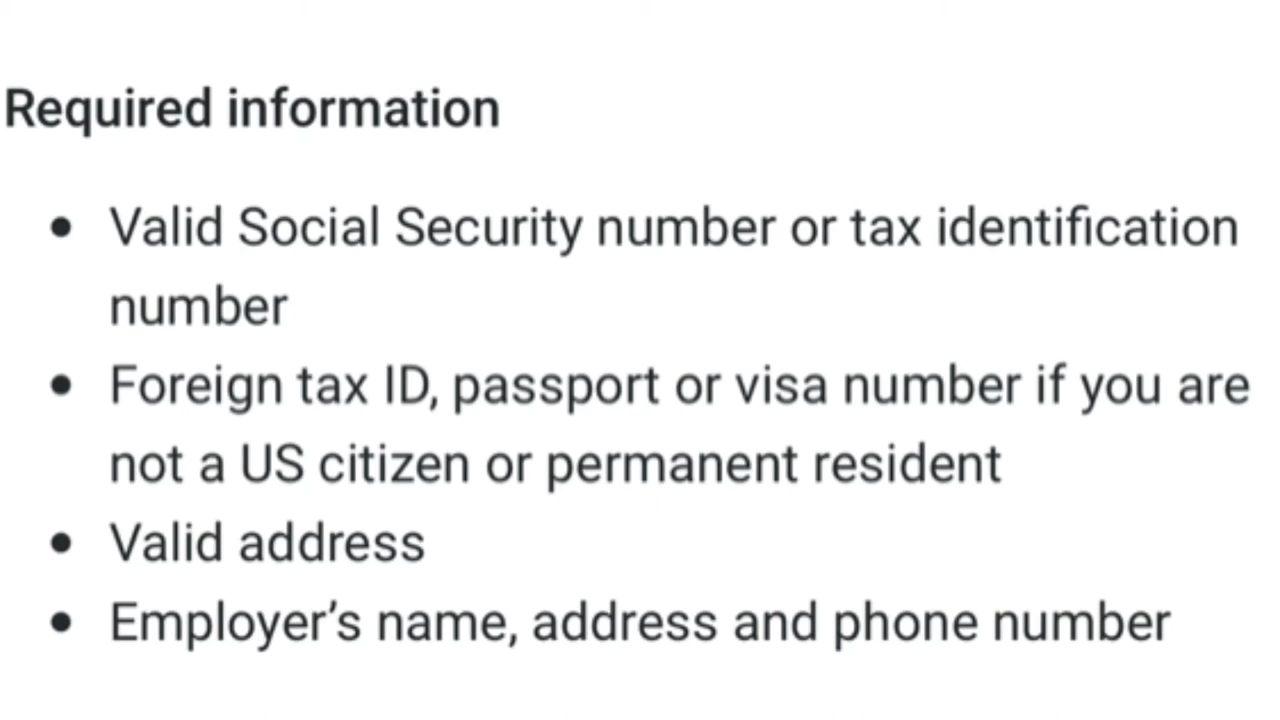 Required information
• Valid Social Security number or tax identification
number
• Foreign tax ID, passport or visa number if you are
not a US citizen or permanent resident
• Valid address
• Employer’s name, address and phone number